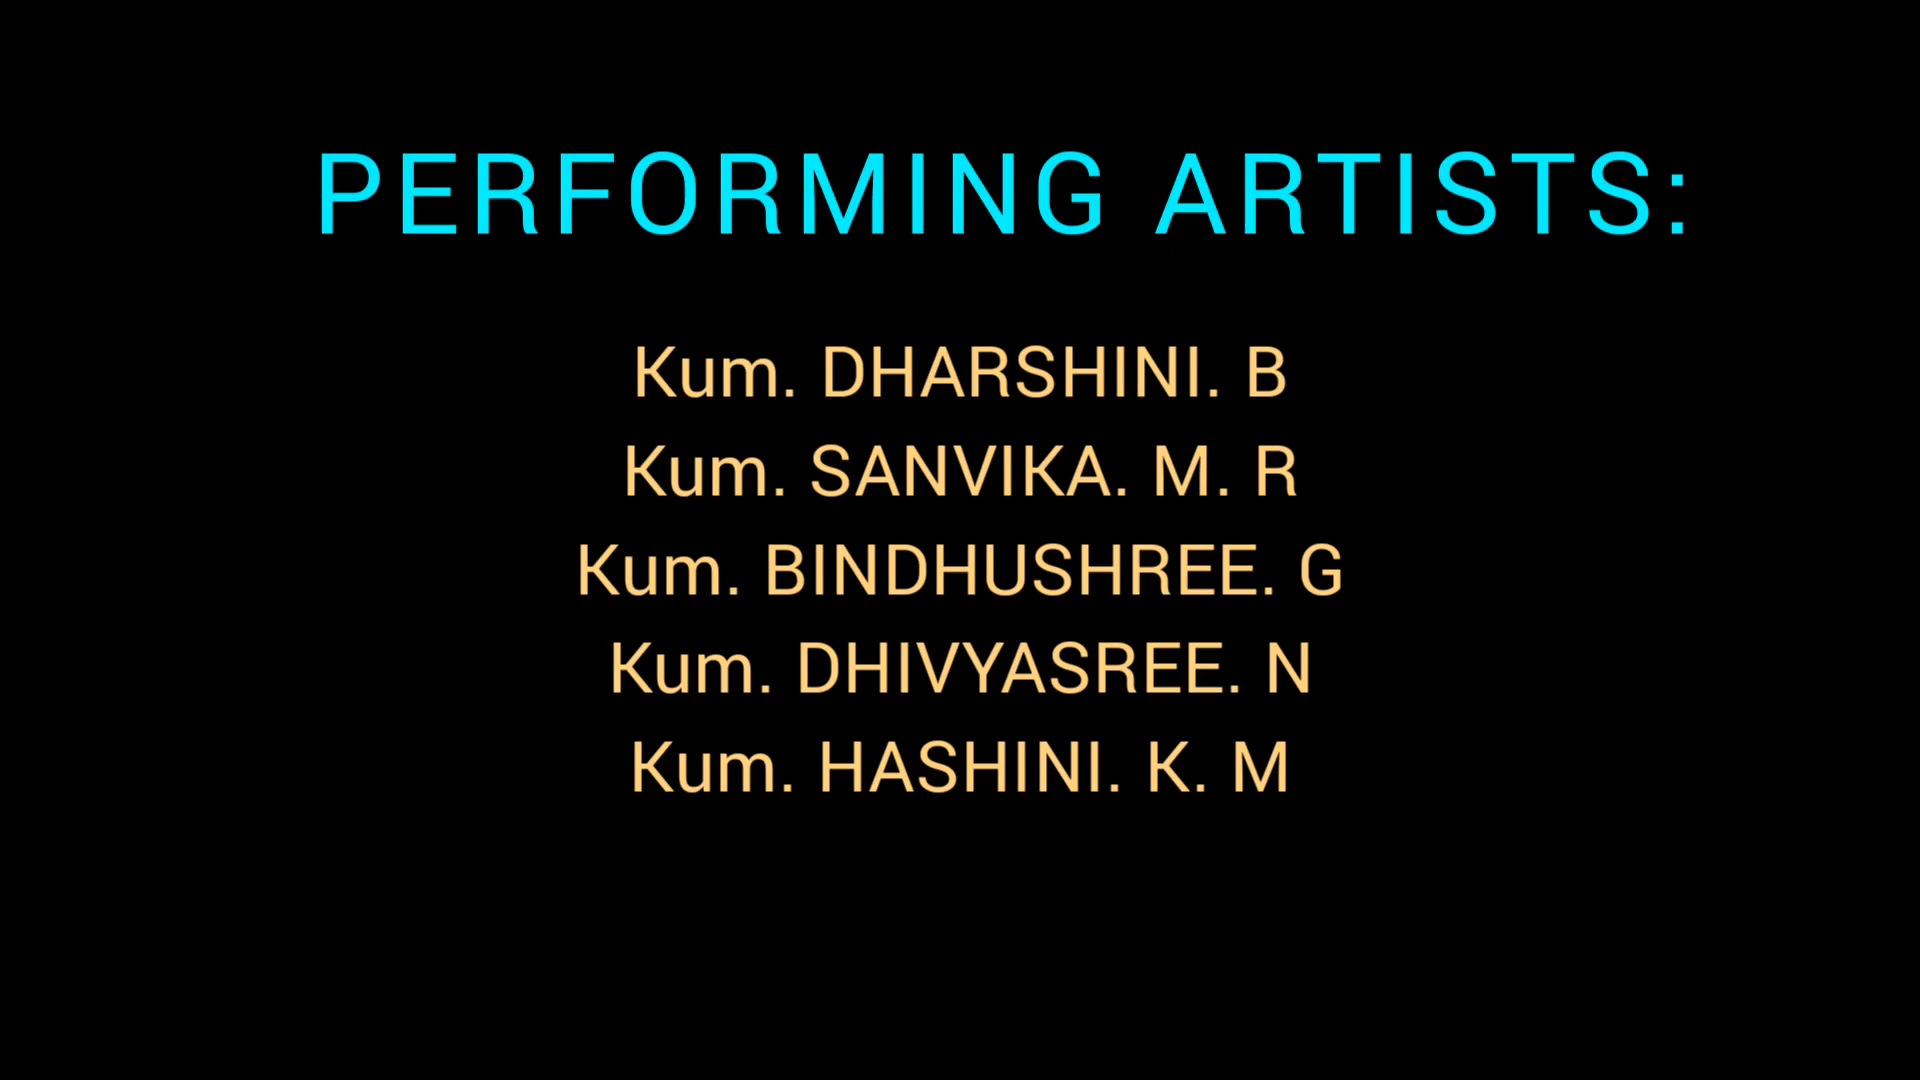 PERFORMING ARTISTS:
Kum. DHARSHINI. B
Kum. SANVIKA. M. R
Kum. BINDHUSHREE. G
Kum. DHIVYASREE. N
Kum. HASHINI. K. M